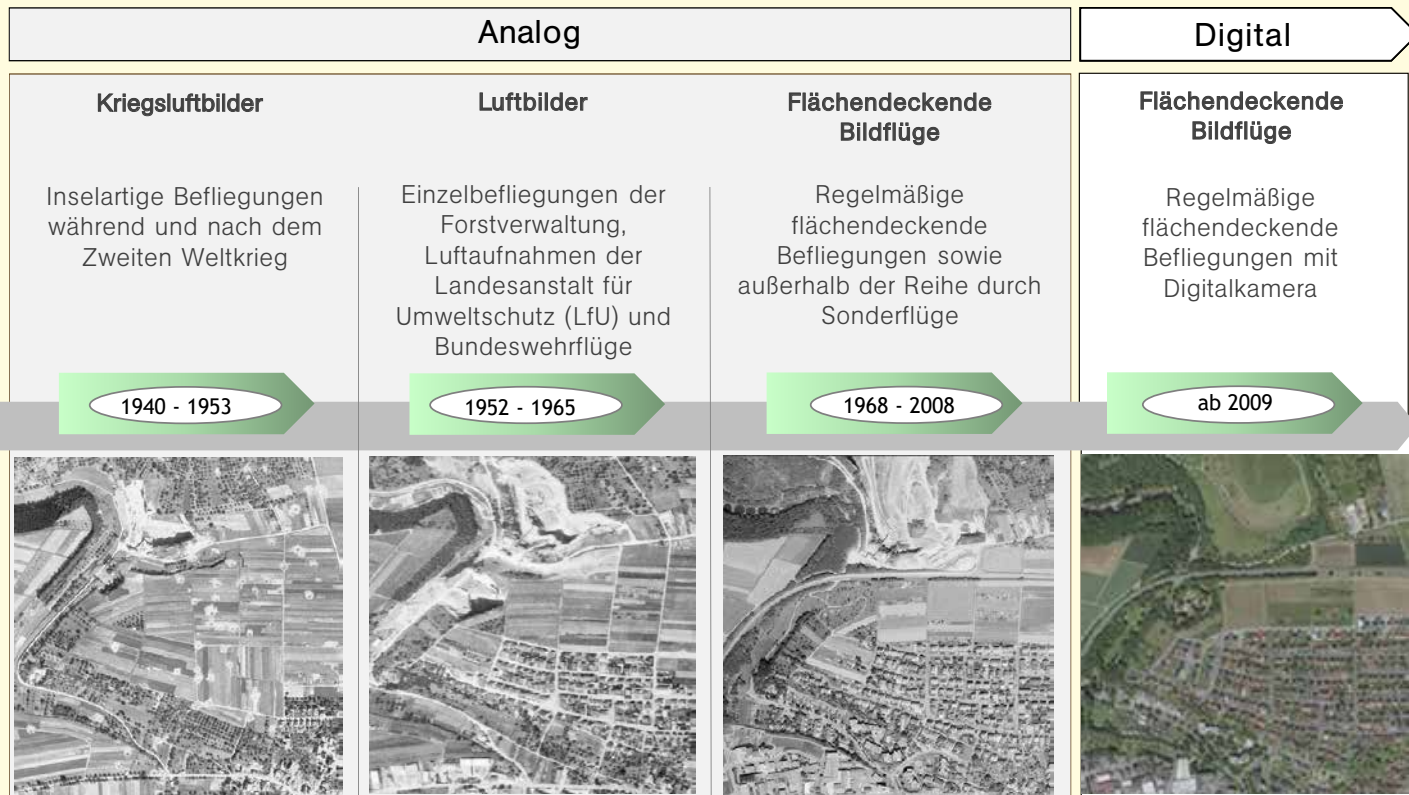 Analog
Digital
Kriegsluftbilder
Inselartige Befliegungen
während und nach dem
Zweiten Weltkrieg
1940 - 1953
Luftbilder
Einzelbefliegungen der
Forstverwaltung,
Luftaufnahmen der
Landesanstalt für
Umweltschutz (LfU) und
Bundeswehrflüge
1952 - 1965
Flächendeckende
Bildflüge
Regelmäßige
flächendeckende
Befliegungen sowie
außerhalb der Reihe durch
Sonderflüge
1968 - 2008
Flächendeckende
Bildflüge
Regelmäßige
flächendeckende
Befliegungen mit
Digitalkamera
ab 2009